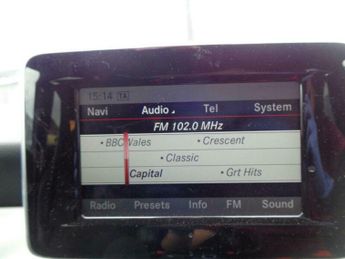 15:14 TA
Navi Audio Tel System
FM 102.0 MHz
BBC Wales Crescent
Classic
Capital Grt Hits
Radio Presets Info FM Sound